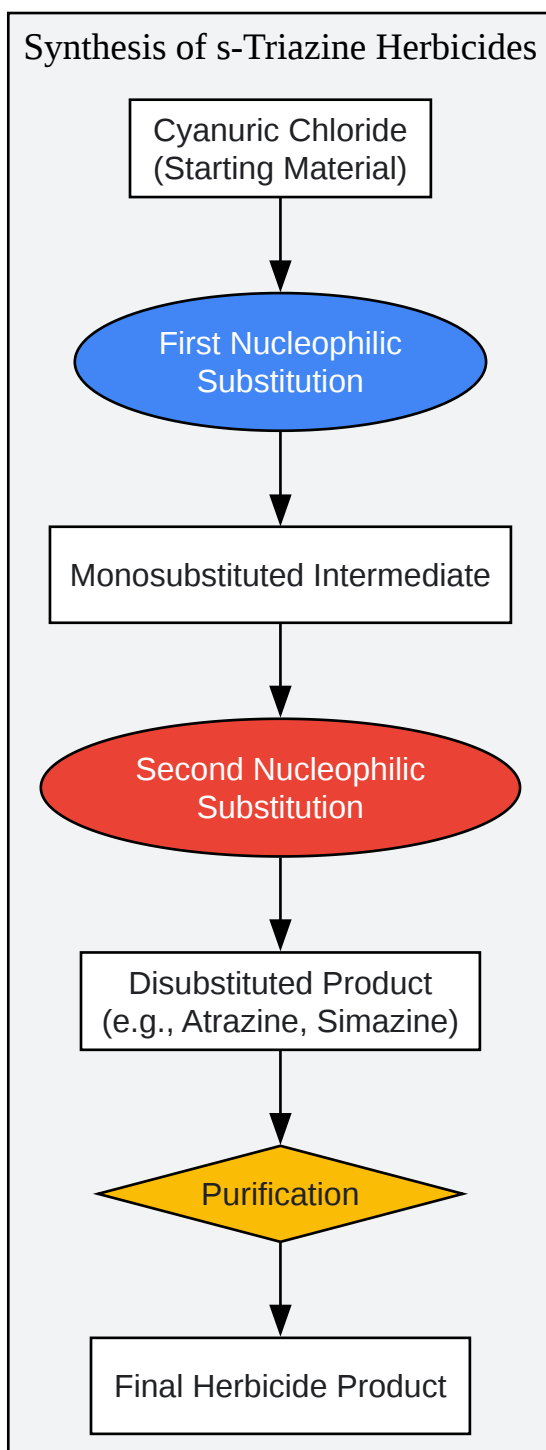 Synthesis of s-Triazine Herbicides
Cyanuric Chloride
(Starting Material)
First Nucleophilic
Substitution
Monosubstituted Intermediate
Second Nucleophilic
Substitution
Disubstituted Product
(e.g., Atrazine, Simazine)
Purification
Final Herbicide Product